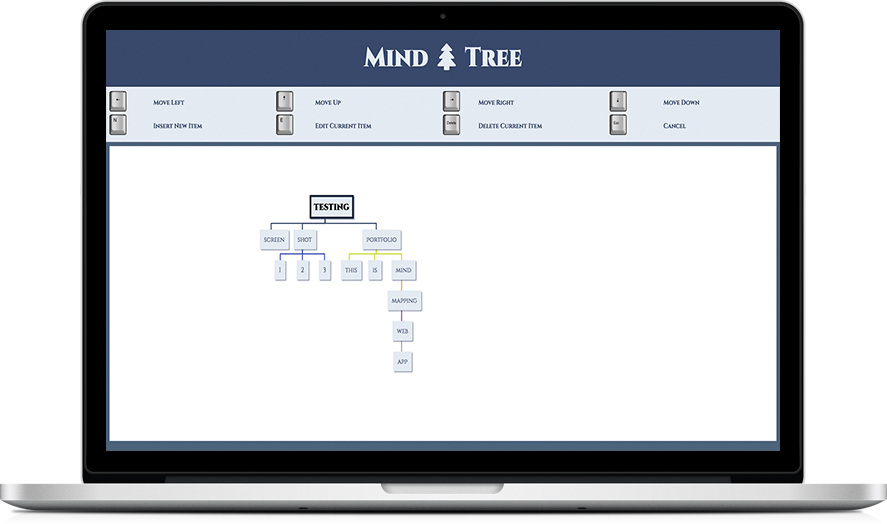 Mind Tree
Move Left
Move Up
Move Right
Move Down
N
Insert New Item
E
Edit Current Item
Delete
Delete Current Item
Esc
Cancel
TESTING
SCREEN SHOT PORTFOLIO
1 2 3 THIS IS MIND
MAPPING
WEB
APP